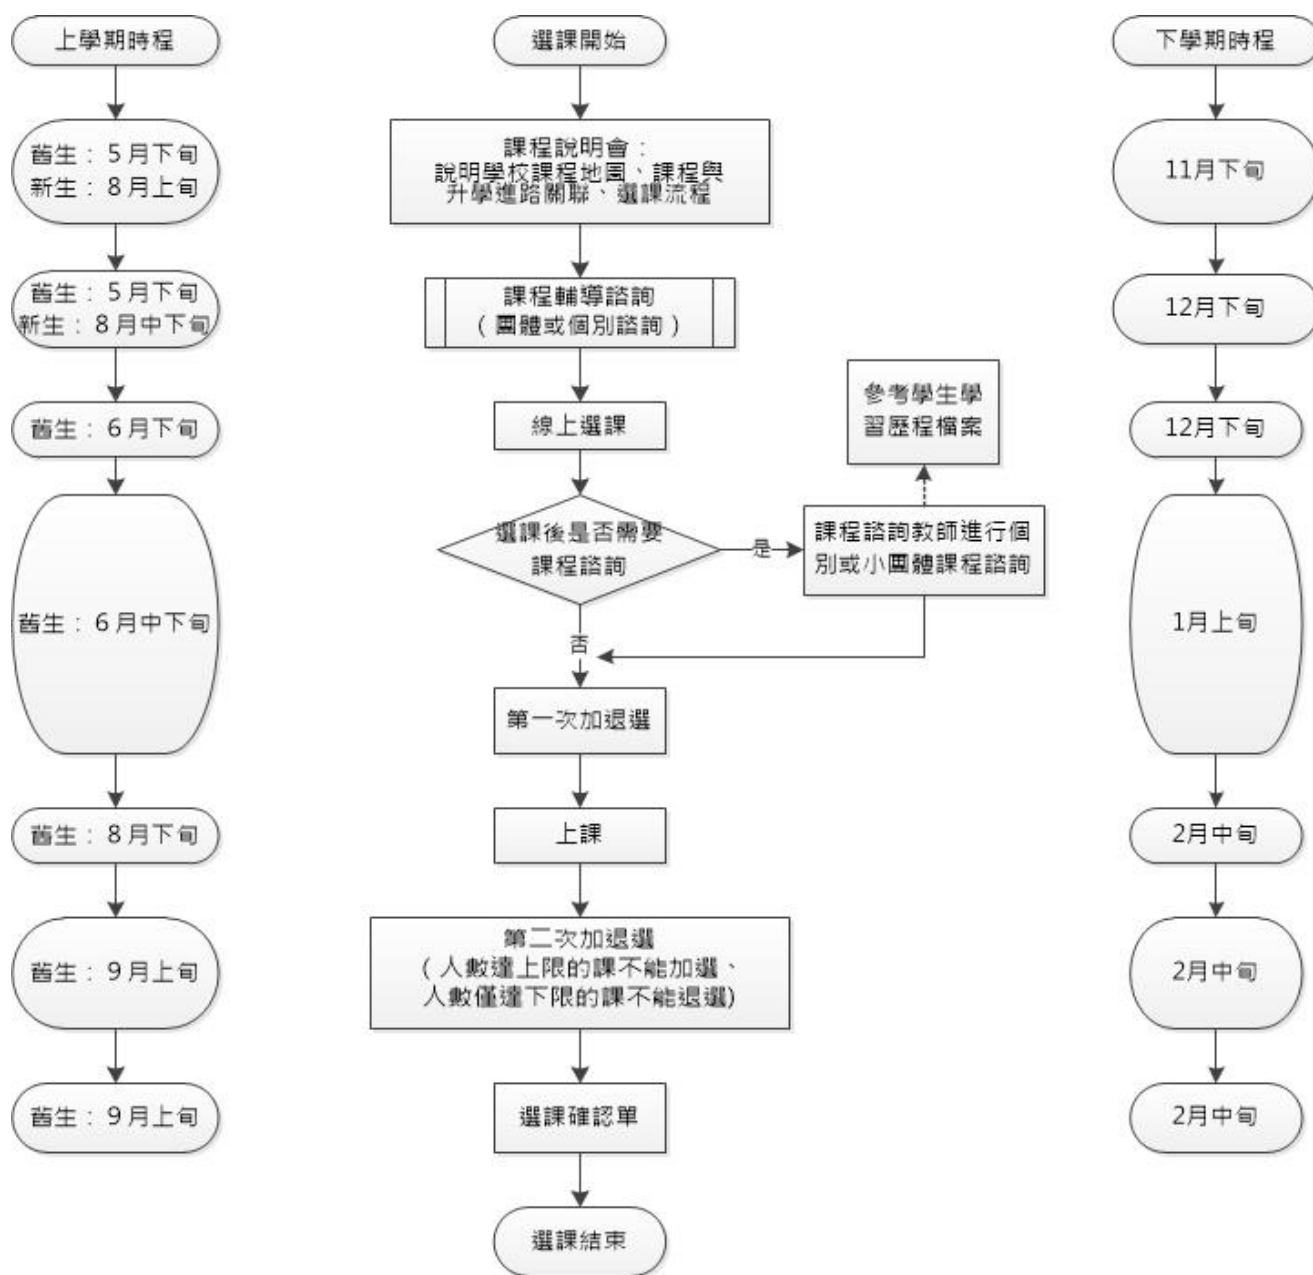 上學期時程
舊生：5月下旬
新生：8月上旬
舊生：5月下旬
新生：8月中下旬
舊生：6月下旬
舊生：6月中下旬
舊生：8月下旬
舊生：9月上旬
舊生：9月上旬
選課開始
課程說明會：
說明學校課程地圖、課程與
升學進路關聯、選課流程
課程輔導諮詢
（團體或個別諮詢）
線上選課
選課後是否需要
課程諮詢
是
課程諮詢教師進行個
別或小團體課程諮詢
參考學生學
習歷程檔案
否
第一次加退選
上課
第二次加退選
（人數達上限的課不能加選、
人數僅達下限的課不能退選)
選課確認單
選課結束
下學期時程
11月下旬
12月下旬
12月下旬
1月上旬
2月中旬
2月中旬
2月中旬